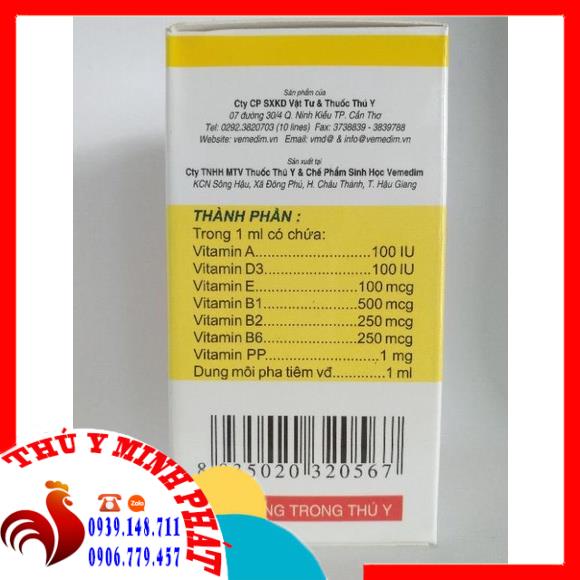 Sản phẩm của
Cty CP SXKD Vật Tư & Thuốc Thú Y
07 đường 30/4 Q. Ninh Kiều TP. Cần Thơ
Tel: 0292.3820703 (10 lines) Fax: 3738839 - 3839788
Website: vemedim.vn Email: vmd@ & info@vemedim.vn
Sản xuất tại
Cty TNHH MTV Thuốc Thú Y & Chế Phẩm Sinh Học Vemedim
KCN Sông Hậu, Xã Đông Phú, H. Châu Thành, T. Hậu Giang
THÀNH PHẦN :
Trong 1 ml có chứa:
Vitamin A............................100 IU
Vitamin D3..........................100 IU
Vitamin E.........................100 mcg
Vitamin B1.......................500 mcg
Vitamin B2.......................250 mcg
Vitamin B6.......................250 mcg
Vitamin PP...........................1 mg
Dung môi pha tiêm vđ.............1 ml
020 320567
TRONG THÚ Y
THÚ Y MINH PHÁT
Zalo
0939.148.711
0906.779.457